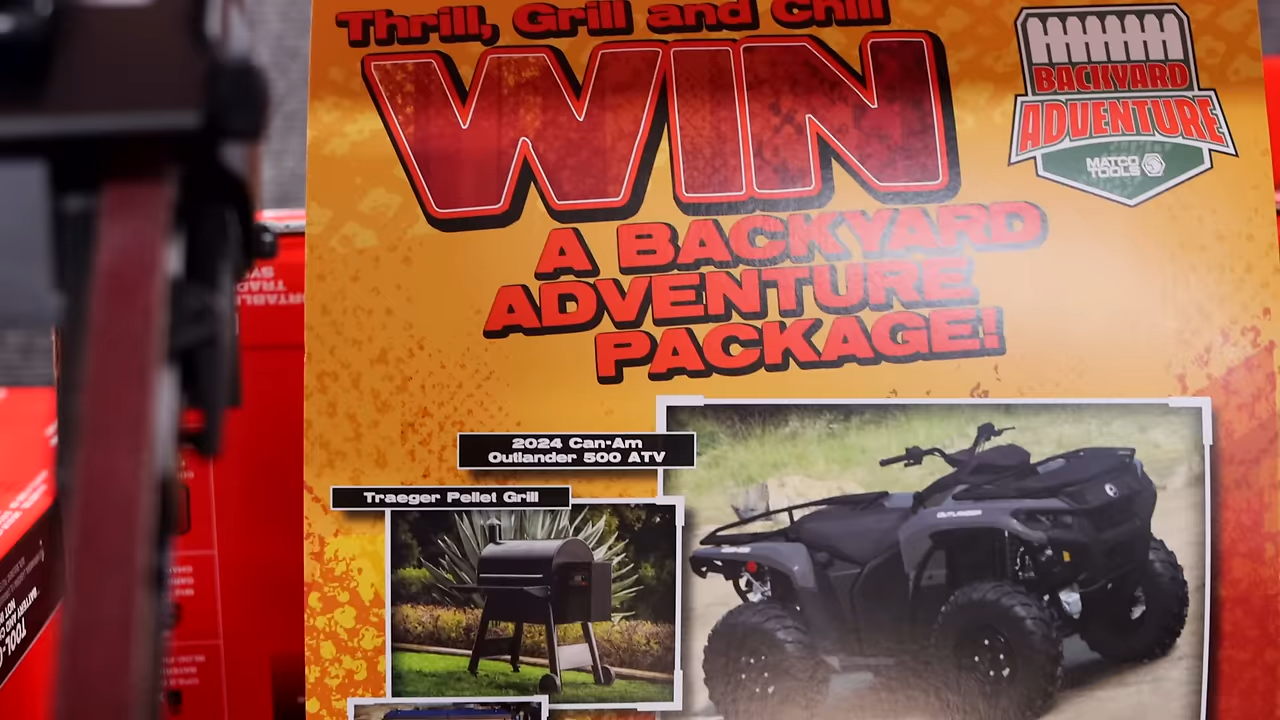 Thrill, Grill and Chill
WIN
A BACKYARD
ADVENTURE
PACKAGE!
BACKYARD
ADVENTURE
MATCO
TOOLS
2024 Can-Am
Outlander 500 ATV
Traeger Pellet Grill
OUTLANDER